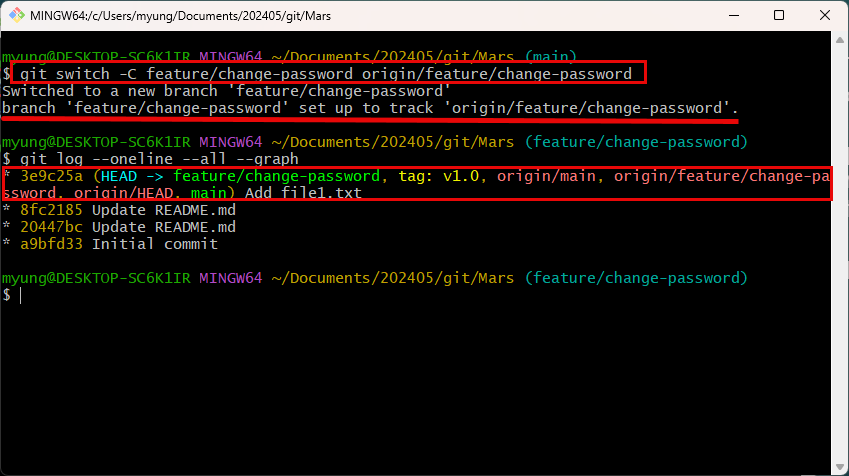 MINGW64:/c/Users/myung/Documents/202405/git/Mars
myung@DESKTOP-SC6K1IR MINGW64 ~/Documents/202405/git/Mars (main)
$ git switch -C feature/change-password origin/feature/change-password
Switched to a new branch 'feature/change-password'
branch 'feature/change-password' set up to track 'origin/feature/change-password'.
myung@DESKTOP-SC6K1IR MINGW64 ~/Documents/202405/git/Mars (feature/change-password)
$ git log --oneline --all --graph
* 3e9c25a (HEAD -> feature/change-password, tag: v1.0, origin/main, origin/feature/change-pa
ssword, origin/HEAD, main) Add file1.txt
* 8fc2185 Update README.md
* 20447bc Update README.md
* a9bfd33 Initial commit
myung@DESKTOP-SC6K1IR MINGW64 ~/Documents/202405/git/Mars (feature/change-password)
$